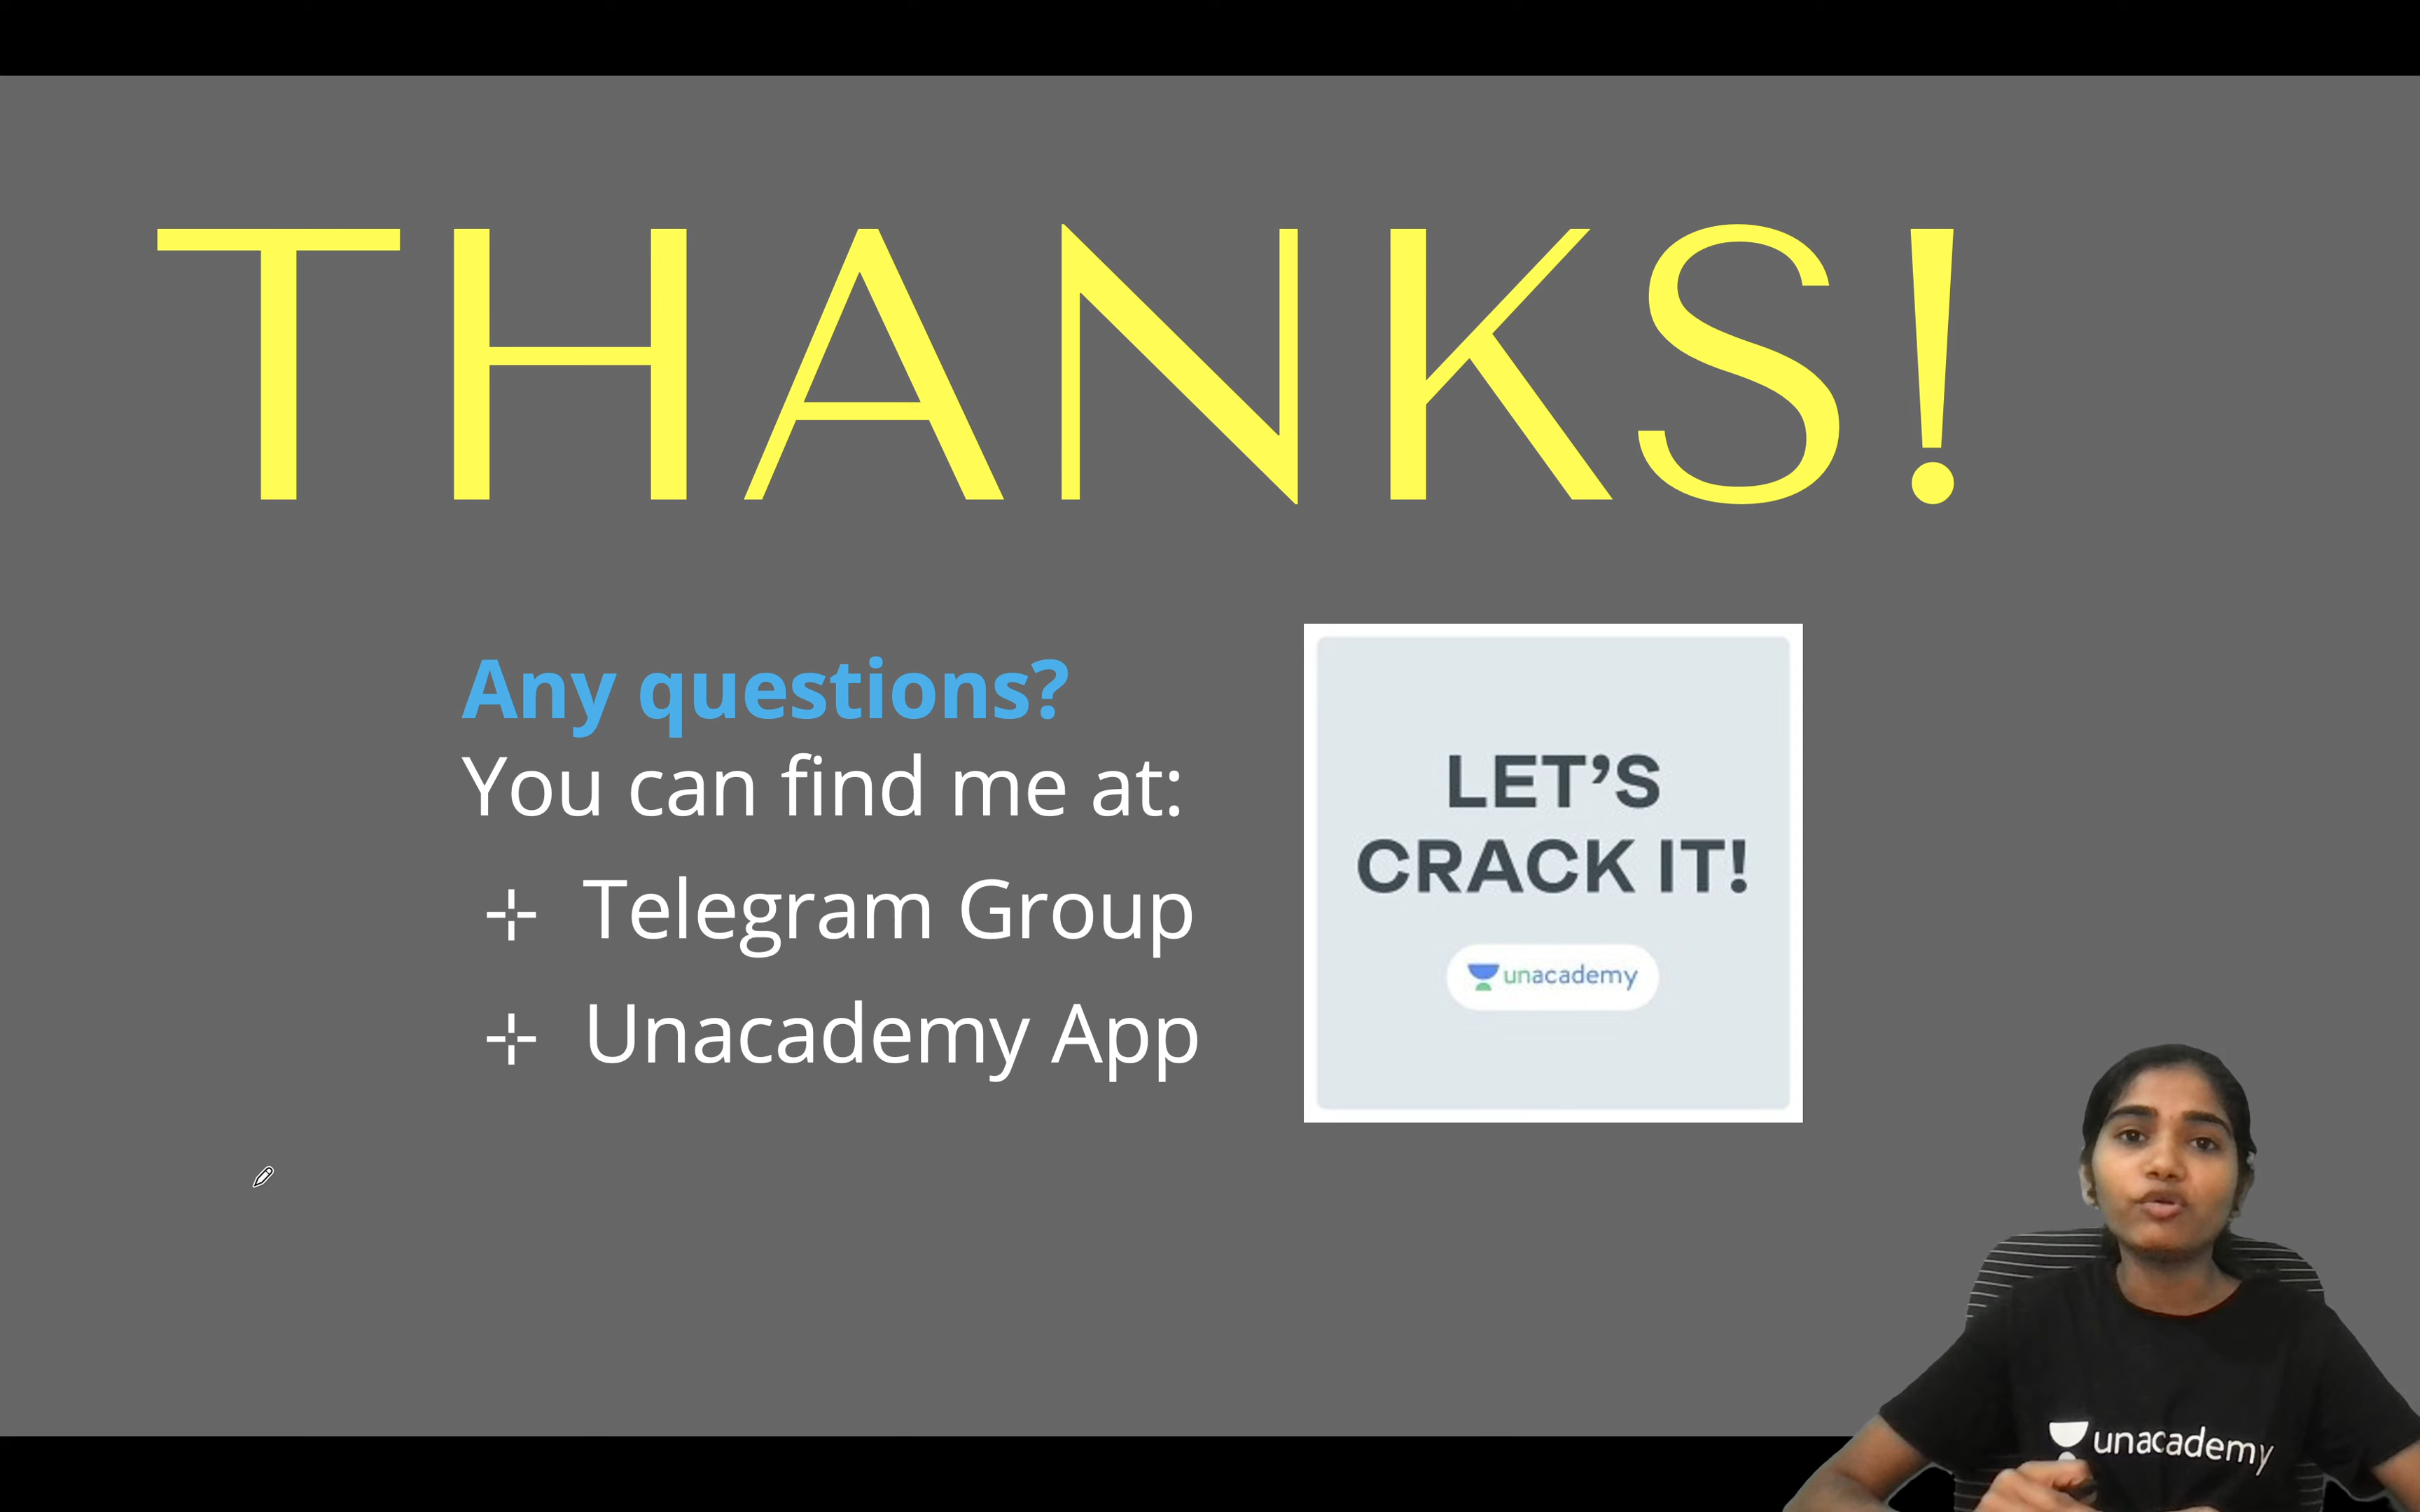 THANKS!
Any questions?
You can find me at:
Telegram Group
Unacademy App
LET’S
CRACK IT!
unacademy
unacademy